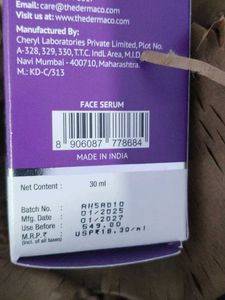 Email: care@thedermaco.com
Visit us at: www.thedermaco.com
Manufactured By:
Cheryl Laboratories Private Limited, Plot No.
A-328, 329, 330, T.T.C. Indl. Area, M.I.D.
Navi Mumbai - 400710, Maharashtra.
M.: KD-C/313
FACE SERUM
8 906087 778684
MADE IN INDIA
Net Content : 30 ml
Batch No. : AH5A010
Mfg. Date : 01/2025
Use Before : 01/2027
M.R.P.₹ : 549.00
(Incl. of all taxes) USP₹18.30/ml